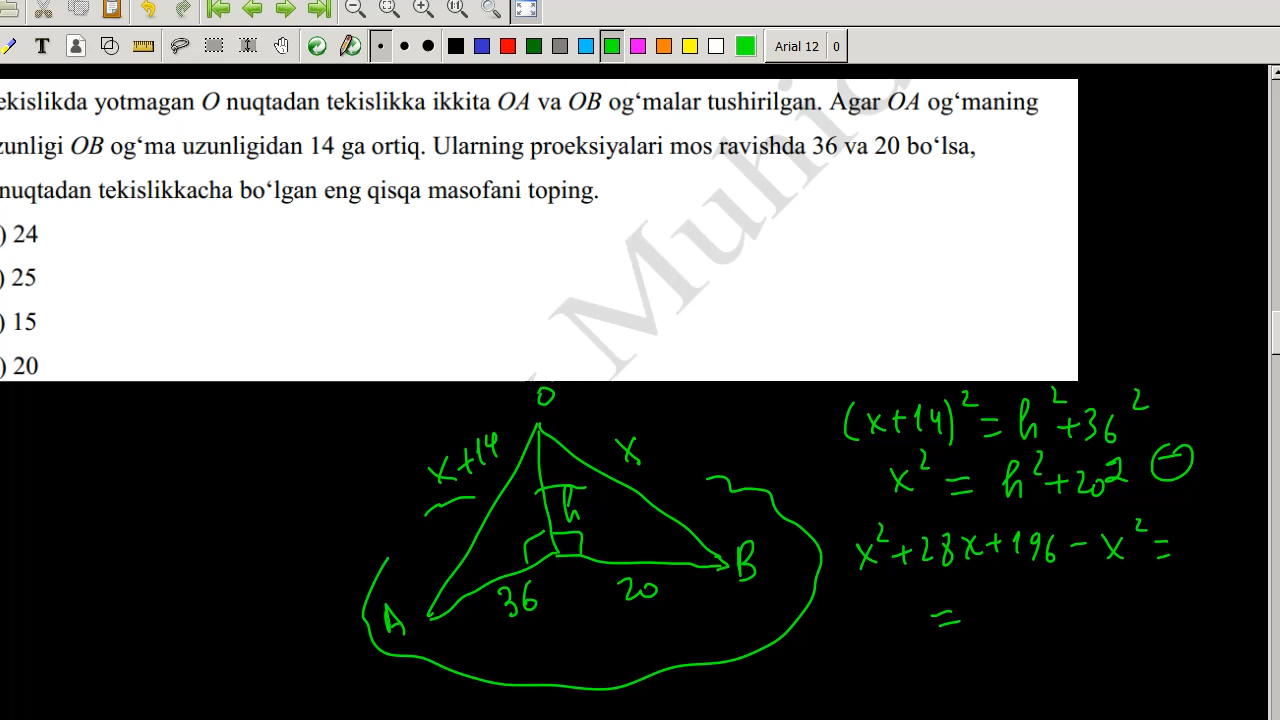 Arial 12 0
ekislikda yotmagan O nuqtadan tekislikka ikkita OA va OB og‘malar tushirilgan. Agar OA og‘maning
zunligi OB og‘ma uzunligidan 14 ga ortiq. Ularning proeksiyalari mos ravishda 36 va 20 bo‘lsa,
nuqtadan tekislikkacha bo‘lgan eng qisqa masofani toping.
) 24
) 25
) 15
) 20
Muhid
O
x+14
x
h
A
36
20
B
(x+14)² = h² + 36²
x² = h² + 20² ⊖
x² + 28x + 196 - x² =
=